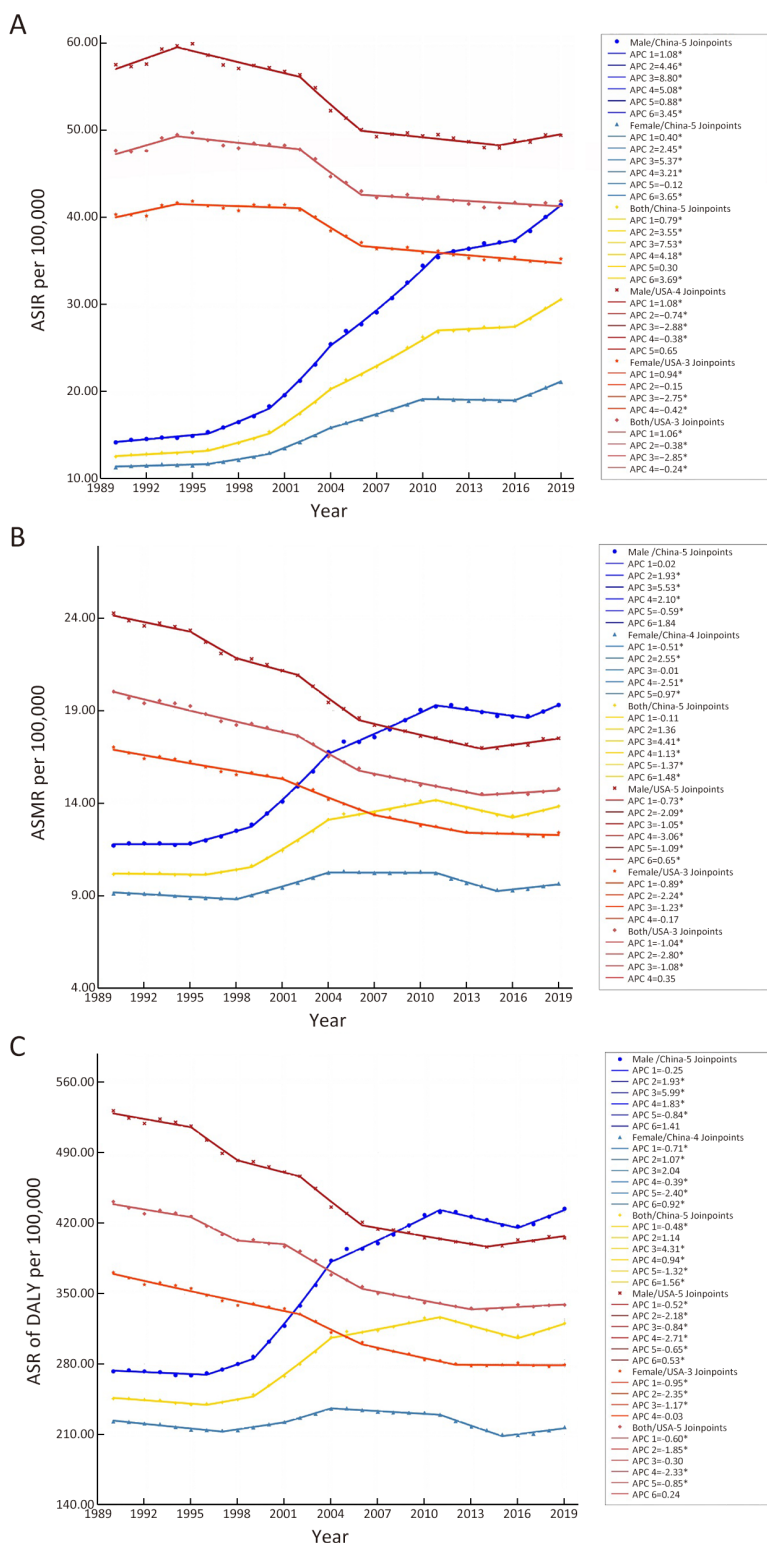 A
60.00
50.00
40.00
30.00
20.00
10.00
ASIR per 100,000
1989 1992 1995 1998 2001 2004 2007 2010 2013 2016 2019
Year
Male/China-5 Joinpoints
APC 1=1.08*
APC 2=4.46*
APC 3=8.80*
APC 4=5.08*
APC 5=0.88*
APC 6=3.45*
Female/China-5 Joinpoints
APC 1=0.40*
APC 2=2.45*
APC 3=5.37*
APC 4=3.21*
APC 5=−0.12
APC 6=3.65*
Both/China-5 Joinpoints
APC 1=0.79*
APC 2=3.55*
APC 3=7.53*
APC 4=4.18*
APC 5=0.30
APC 6=3.69*
Male/USA-4 Joinpoints
APC 1=1.08*
APC 2=−0.74*
APC 3=−2.88*
APC 4=−0.38*
APC 5=0.65
Female/USA-3 Joinpoints
APC 1=0.94*
APC 2=−0.15
APC 3=−2.75*
APC 4=−0.42*
Both/USA-3 Joinpoints
APC 1=1.06*
APC 2=−0.38*
APC 3=−2.85*
APC 4=−0.24*
B
24.00
19.00
14.00
9.00
4.00
ASMR per 100,000
1989 1992 1995 1998 2001 2004 2007 2010 2013 2016 2019
Year
Male /China-5 Joinpoints
APC 1=0.02
APC 2=1.93*
APC 3=5.53*
APC 4=2.10*
APC 5=-0.59*
APC 6=1.84
Female/China-4 Joinpoints
APC 1=-0.51*
APC 2=2.55*
APC 3=-0.01
APC 4=-2.51*
APC 5=0.97*
Both/China-5 Joinpoints
APC 1=-0.11
APC 2=1.36
APC 3=4.41*
APC 4=1.13*
APC 5=-1.37*
APC 6=1.48*
Male/USA-5 Joinpoints
APC 1=-0.73*
APC 2=-2.09*
APC 3=-1.05*
APC 4=-3.06*
APC 5=-1.09*
APC 6=0.65*
Female/USA-3 Joinpoints
APC 1=-0.89*
APC 2=-2.24*
APC 3=-1.23*
APC 4=-0.17
Both/USA-3 Joinpoints
APC 1=-1.04*
APC 2=-2.80*
APC 3=-1.08*
APC 4=0.35
C
560.00
490.00
420.00
350.00
280.00
210.00
140.00
ASR of DALY per 100,000
1989 1992 1995 1998 2001 2004 2007 2010 2013 2016 2019
Year
Male /China-5 Joinpoints
APC 1=-0.25
APC 2=1.93*
APC 3=5.99*
APC 4=1.83*
APC 5=-0.84*
APC 6=1.41
Female/China-4 Joinpoints
APC 1=-0.71*
APC 2=1.07*
APC 3=2.04
APC 4=-0.39*
APC 5=-2.40*
APC 6=0.92*
Both/China-5 Joinpoints
APC 1=-0.48*
APC 2=1.14
APC 3=4.31*
APC 4=0.94*
APC 5=-1.32*
APC 6=1.56*
Male/USA-5 Joinpoints
APC 1=-0.52*
APC 2=-2.18*
APC 3=-0.84*
APC 4=-2.71*
APC 5=-0.65*
APC 6=0.53*
Female/USA-3 Joinpoints
APC 1=-0.95*
APC 2=-2.35*
APC 3=-1.17*
APC 4=-0.03
Both/USA-5 Joinpoints
APC 1=-0.60*
APC 2=-1.85*
APC 3=-0.30
APC 4=-2.33*
APC 5=-0.85*
APC 6=0.24